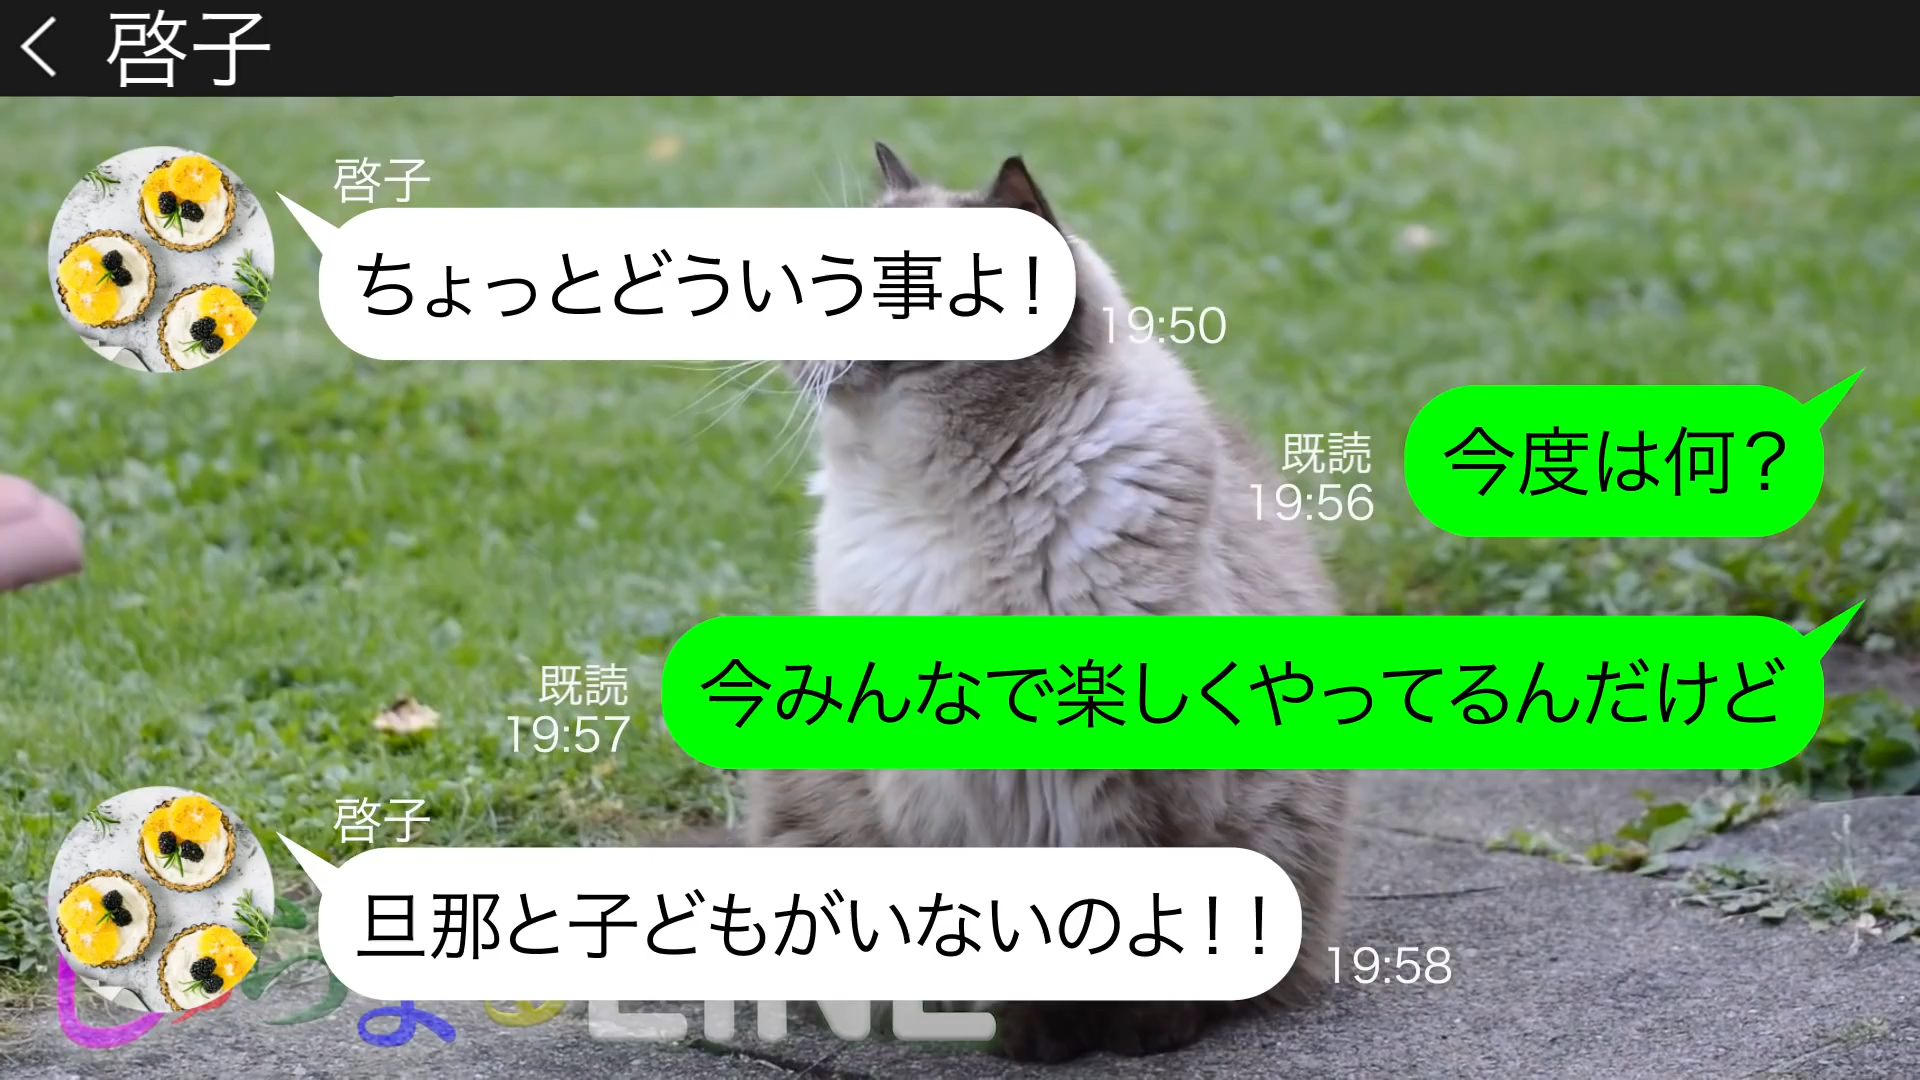 啓子
啓子
ちょっとどういう事よ！
19:50
今度は何？
既読
19:56
今みんなで楽しくやってるんだけど
既読
19:57
啓子
旦那と子どもがいないのよ！！
19:58
LINE